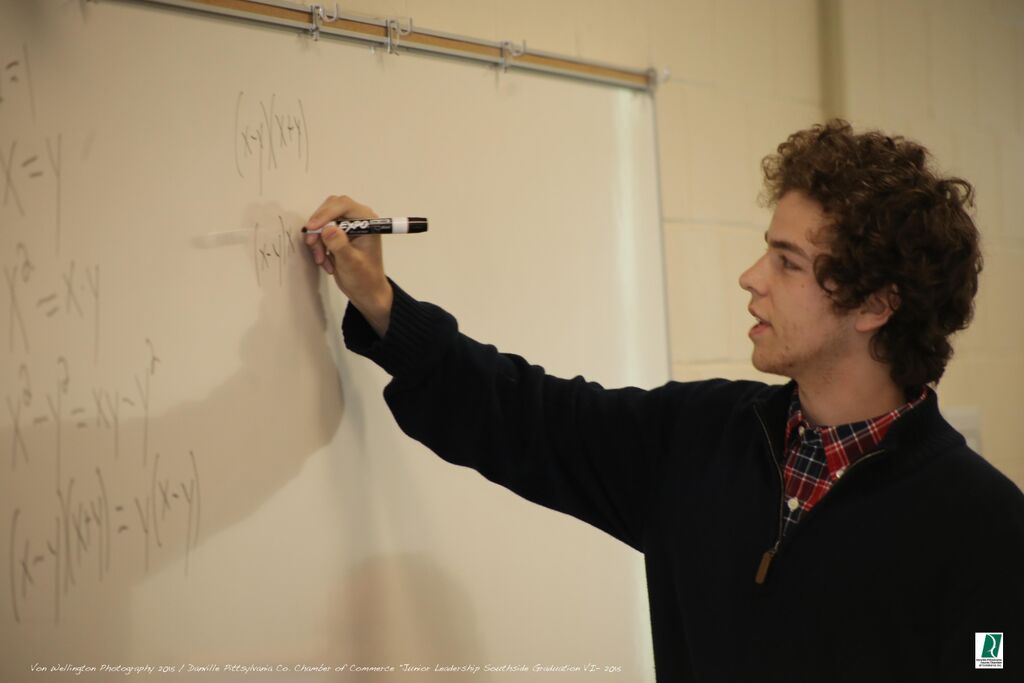 (x-y)(x+y)
(x-y)(x
x = y
x² = x·y
x² - y² = xy - y²
(x-y)(x+y) = y(x-y)
EXPO
Von Wellington Photography 2015 / Danville Pittsylvania Co. Chamber of Commerce "Junior Leadership Southside Graduation VI- 2015